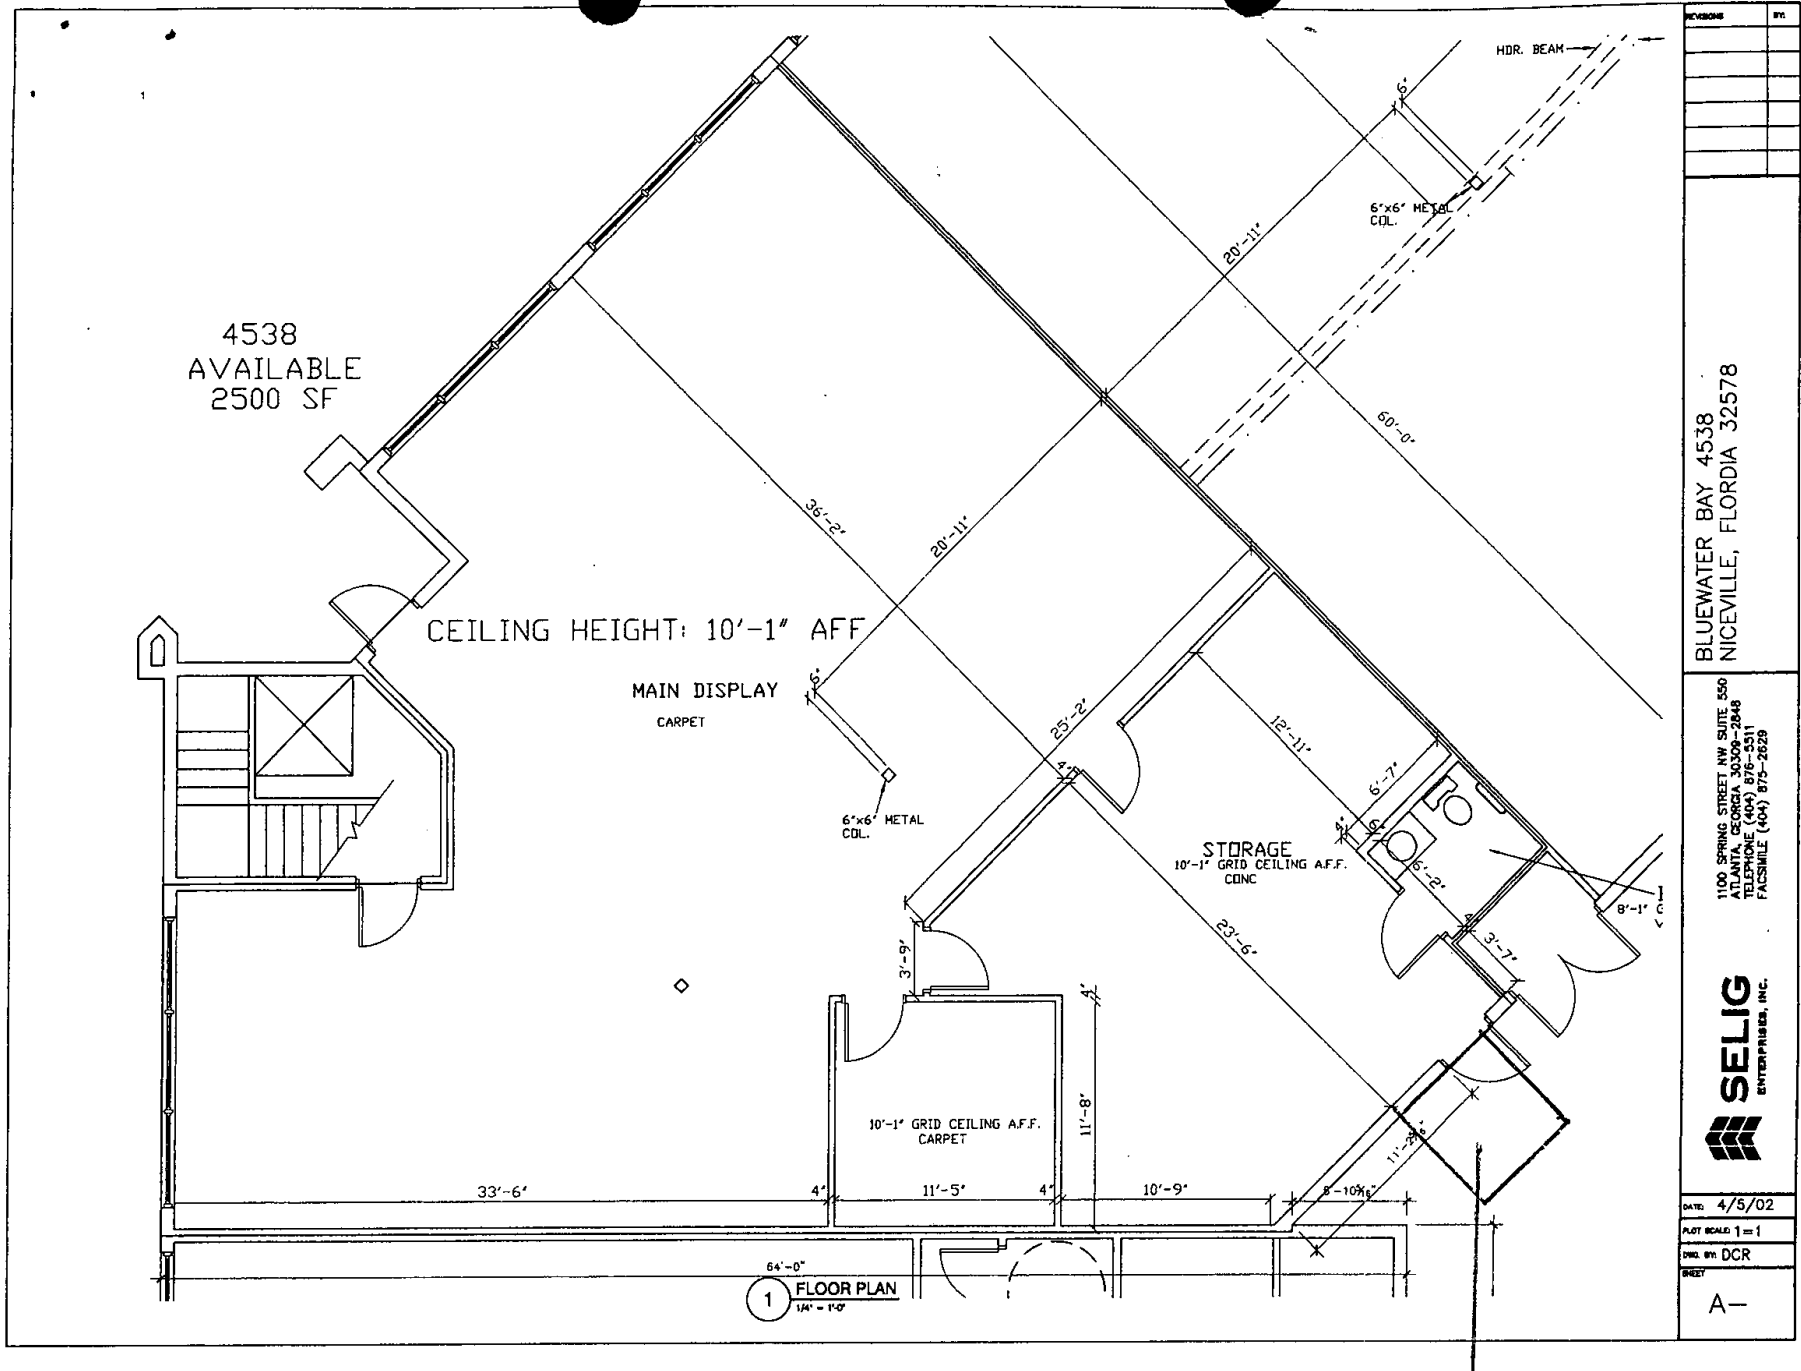 REVISIONS
BY:
HDR. BEAM
6"
6"x6" METAL
COL.
20'-11"
4538
AVAILABLE
2500 SF
60'-0"
36'-2"
20'-11"
CEILING HEIGHT: 10'-1" AFF
MAIN DISPLAY
CARPET
6"
6"x6" METAL
COL.
25'-2"
4"
12'-11"
6'-7"
4"
6"
STORAGE
10'-1" GRID CEILING A.F.F.
CONC
6'-2"
4"
3'-7"
8'-1" G
23'-6"
3'-9"
4"
11'-8"
10'-1" GRID CEILING A.F.F.
CARPET
33'-6"
4"
11'-5"
4"
10'-9"
64'-0"
1
FLOOR PLAN
1/4" = 1'-0"
BLUEWATER BAY 4538
NICEVILLE, FLORDIA 32578
1100 SPRING STREET NW SUITE 550
ATLANTA, GEORGIA 30309-2848
TELEPHONE (404) 876-5511
FACSIMILE (404) 875-2629
SELIG
ENTERPRISES, INC.
DATE: 4/5/02
PLOT SCALE: 1=1
DWG. BY: DCR
SHEET
A-